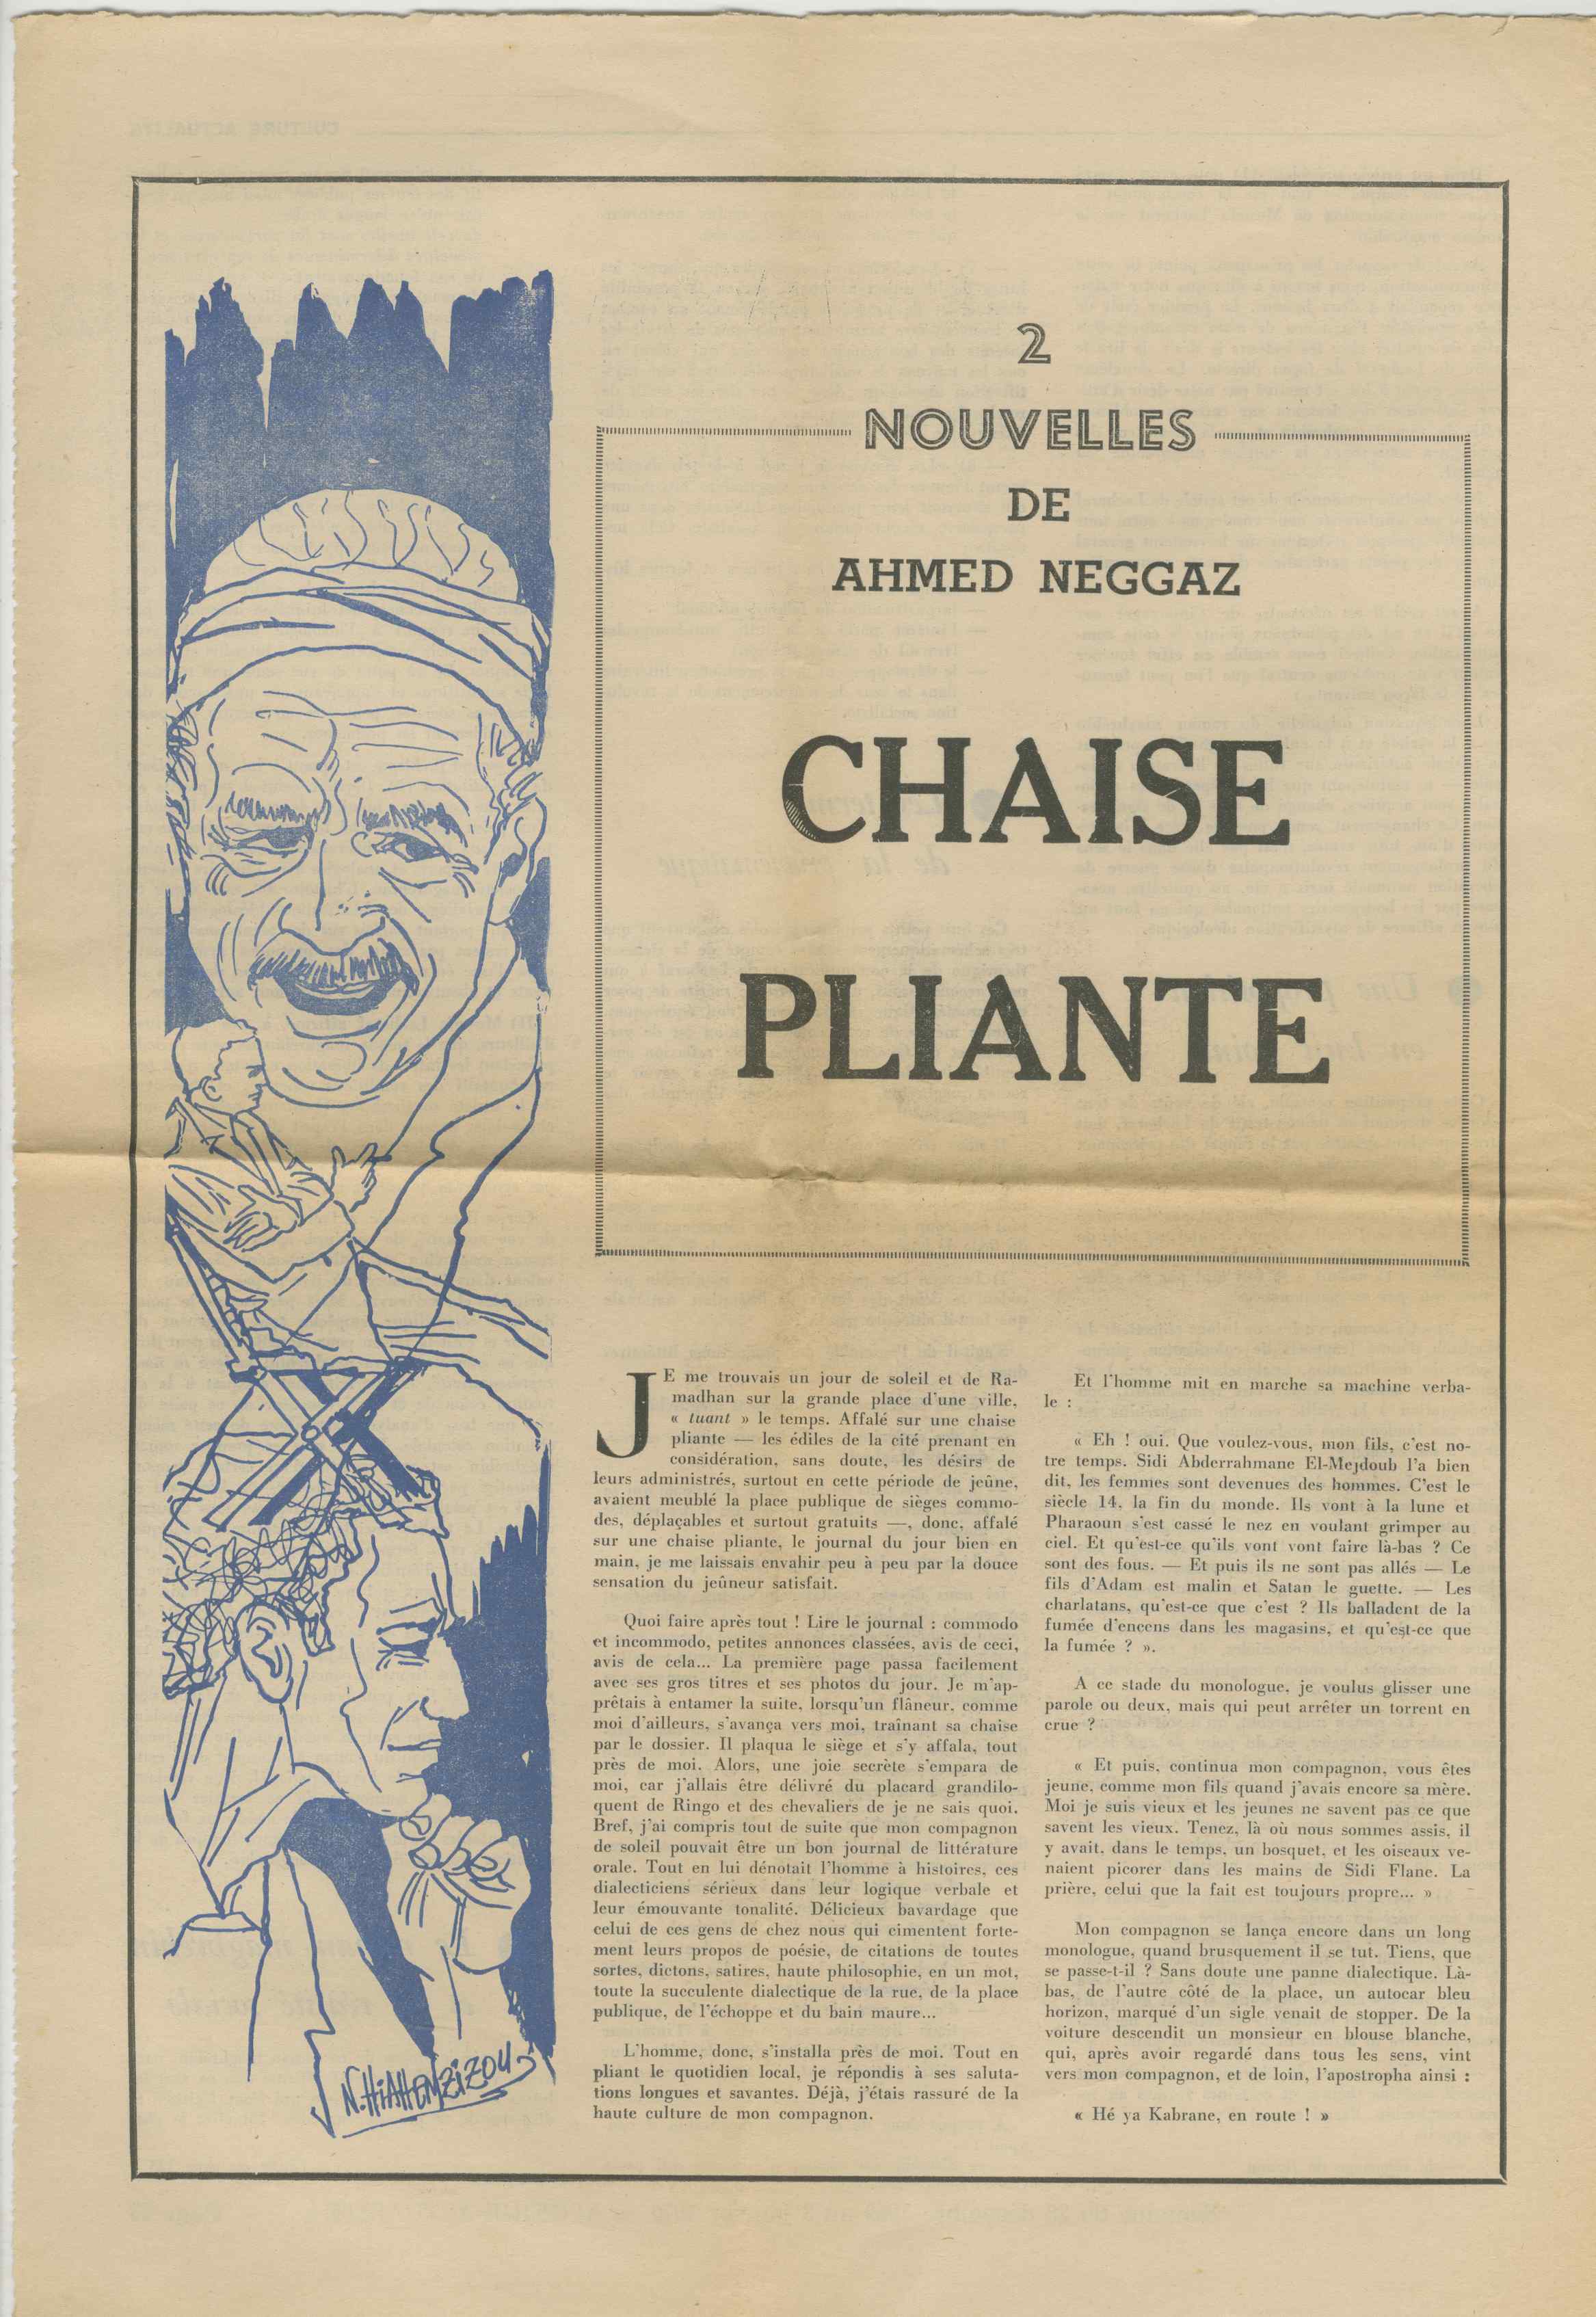 2
NOUVELLES
DE
AHMED NEGGAZ
CHAISE
PLIANTE
JE me trouvais un jour de soleil et de Ra-
madhan sur la grande place d'une ville,
« tuant » le temps. Affalé sur une chaise
pliante — les édiles de la cité prenant en
considération, sans doute, les désirs de
leurs administrés, surtout en cette période de jeûne,
avaient meublé la place publique de sièges commo-
des, déplaçables et surtout gratuits —, donc, affalé
sur une chaise pliante, le journal du jour bien en
main, je me laissais envahir peu à peu par la douce
sensation du jeûneur satisfait.
Quoi faire après tout ! Lire le journal : commodo
et incommodo, petites annonces classées, avis de ceci,
avis de cela... La première page passa facilement
avec ses gros titres et ses photos du jour. Je m'ap-
prêtais à entamer la suite, lorsqu'un flâneur, comme
moi d'ailleurs, s'avança vers moi, traînant sa chaise
par le dossier. Il plaqua le siège et s'y affala, tout
près de moi. Alors, une joie secrète s'empara de
moi, car j'allais être délivré du placard grandilo-
quent de Ringo et des chevaliers de je ne sais quoi.
Bref, j'ai compris tout de suite que mon compagnon
de soleil pouvait être un bon journal de littérature
orale. Tout en lui dénotait l'homme à histoires, ces
dialecticiens sérieux dans leur logique verbale et
leur émouvante tonalité. Délicieux bavardage que
celui de ces gens de chez nous qui cimentent forte-
ment leurs propos de poésie, de citations de toutes
sortes, dictons, satires, haute philosophie, en un mot,
toute la succulente dialectique de la rue, de la place
publique, de l'échoppe et du bain maure...
L'homme, donc, s'installa près de moi. Tout en
pliant le quotidien local, je répondis à ses saluta-
tions longues et savantes. Déjà, j'étais rassuré de la
haute culture de mon compagnon.
Et l'homme mit en marche sa machine verba-
le :
« Eh ! oui. Que voulez-vous, mon fils, c'est no-
tre temps. Sidi Abderrahmane El-Mejdoub l'a bien
dit, les femmes sont devenues des hommes. C'est le
siècle 14, la fin du monde. Ils vont à la lune et
Pharaoun s'est cassé le nez en voulant grimper au
ciel. Et qu'est-ce qu'ils vont vont faire là-bas ? Ce
sont des fous. — Et puis ils ne sont pas allés — Le
fils d'Adam est malin et Satan le guette. — Les
charlatans, qu'est-ce que c'est ? Ils balladent de la
fumée d'encens dans les magasins, et qu'est-ce que
la fumée ? ».
A ce stade du monologue, je voulus glisser une
parole ou deux, mais qui peut arrêter un torrent en
crue ?
« Et puis, continua mon compagnon, vous êtes
jeune, comme mon fils quand j'avais encore sa mère.
Moi je suis vieux et les jeunes ne savent pas ce que
savent les vieux. Tenez, là où nous sommes assis, il
y avait, dans le temps, un bosquet, et les oiseaux ve-
naient picorer dans les mains de Sidi Flane. La
prière, celui que la fait est toujours propre... »
Mon compagnon se lança encore dans un long
monologue, quand brusquement il se tut. Tiens, que
se passe-t-il ? Sans doute une panne dialectique. Là-
bas, de l'autre côté de la place, un autocar bleu
horizon, marqué d'un sigle venait de stopper. De la
voiture descendit un monsieur en blouse blanche,
qui, après avoir regardé dans tous les sens, vint
vers mon compagnon, et de loin, l'apostropha ainsi :
« Hé ya Kabrane, en route ! »